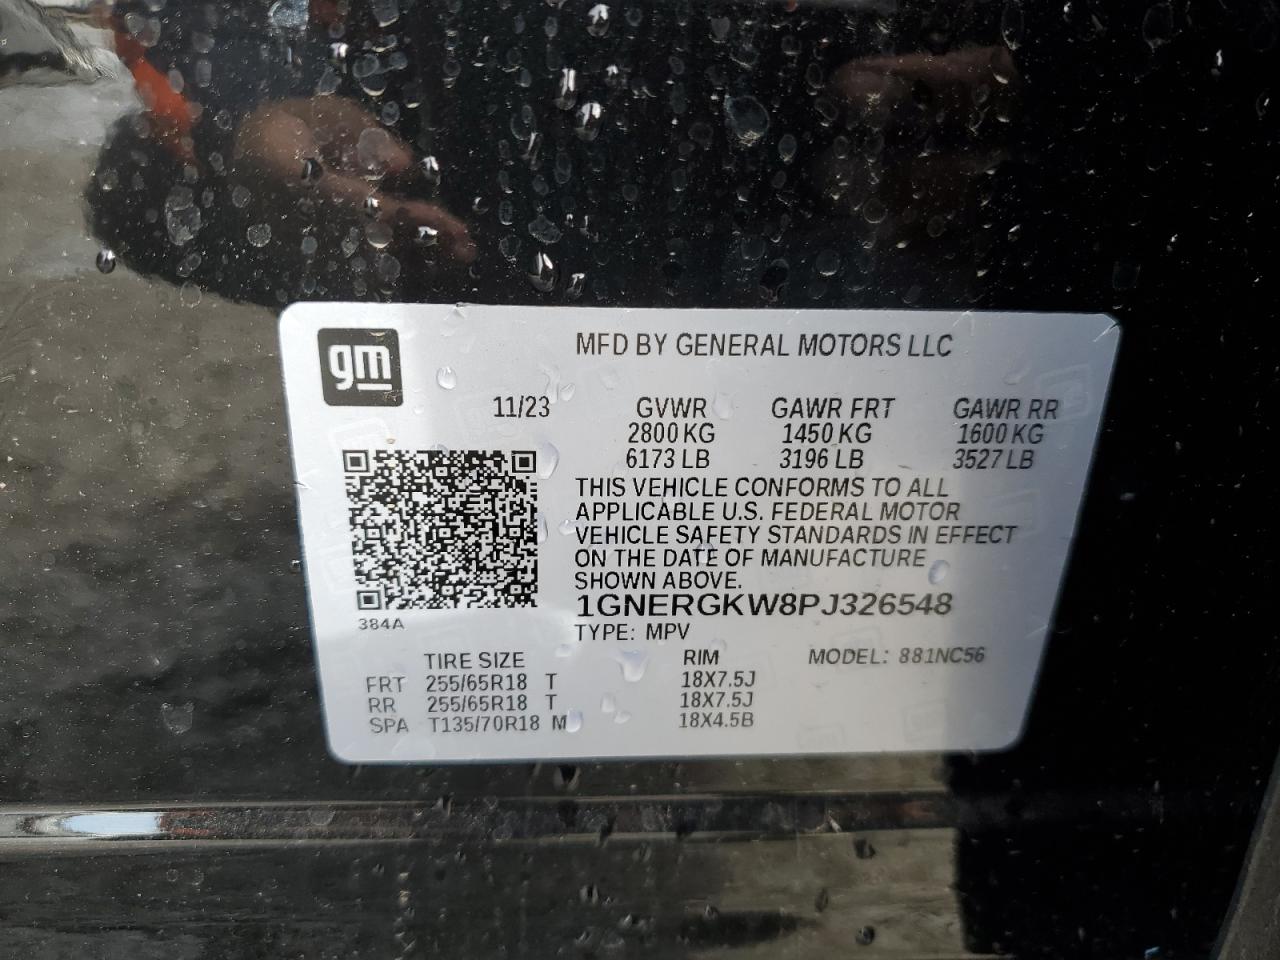 gm
MFD BY GENERAL MOTORS LLC
11/23 GVWR GAWR FRT GAWR RR
2800 KG 1450 KG 1600 KG
6173 LB 3196 LB 3527 LB
THIS VEHICLE CONFORMS TO ALL
APPLICABLE U.S. FEDERAL MOTOR
VEHICLE SAFETY STANDARDS IN EFFECT
ON THE DATE OF MANUFACTURE
SHOWN ABOVE.
1GNERGKW8PJ326548
384A
TYPE: MPV
TIRE SIZE RIM MODEL: 881NC56
FRT 255/65R18 T 18X7.5J
RR 255/65R18 T 18X7.5J
SPA T135/70R18 M 18X4.5B